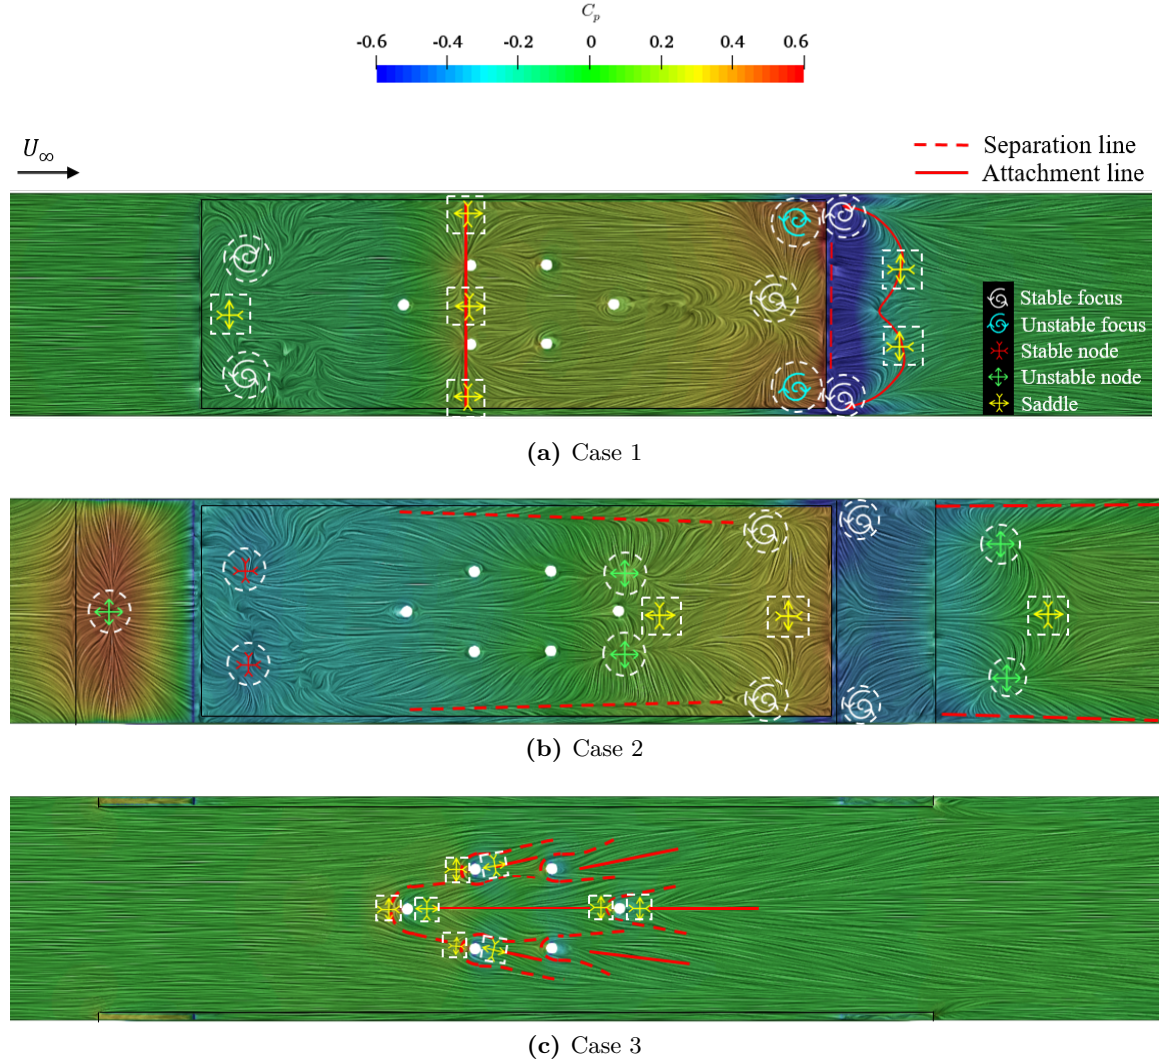 C_p
-0.6 -0.4 -0.2 0 0.2 0.4 0.6
U_∞
Separation line
Attachment line
Stable focus
Unstable focus
Stable node
Unstable node
Saddle
(a) Case 1
(b) Case 2
(c) Case 3